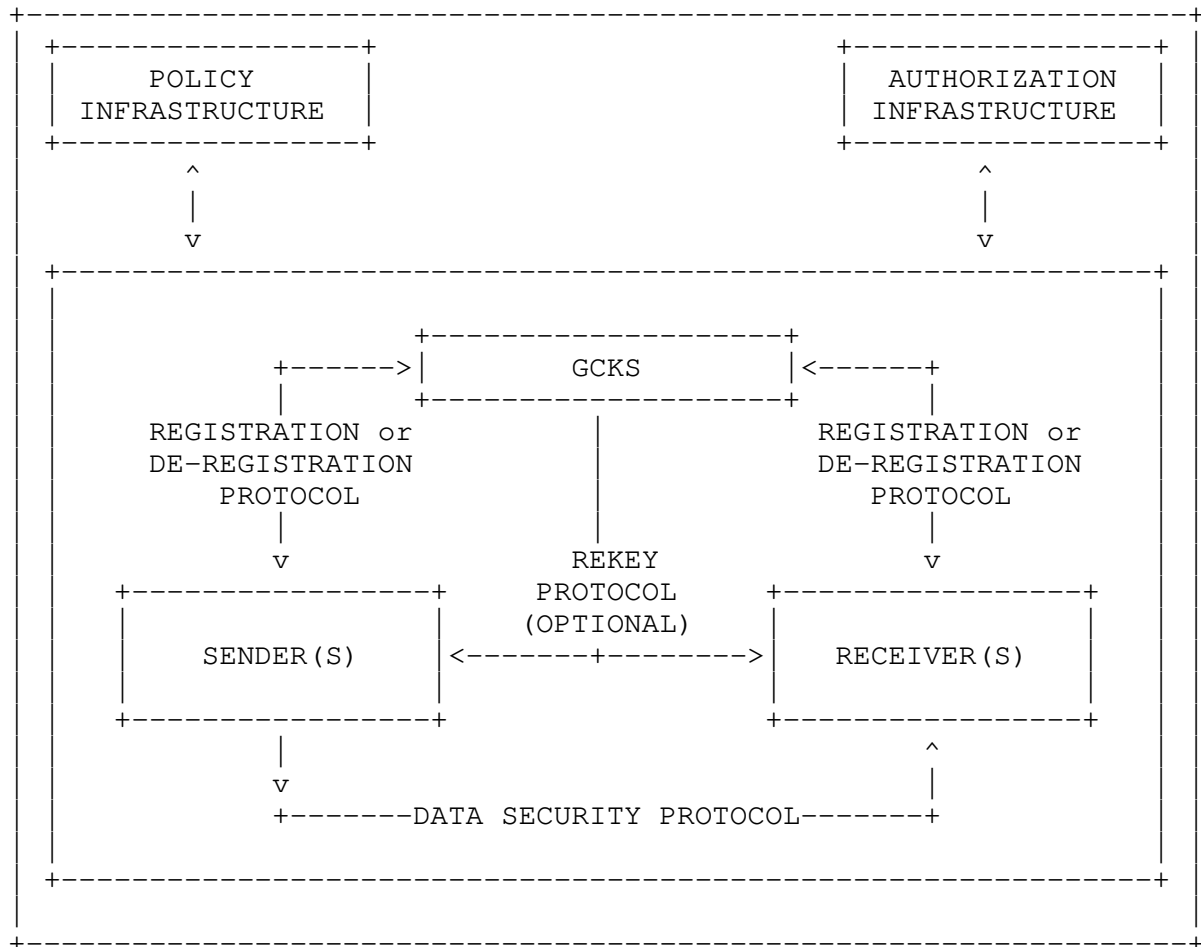 POLICY AUTHORIZATION
INFRASTRUCTURE INFRASTRUCTURE
GCKS
REGISTRATION or REGISTRATION or
DE-REGISTRATION DE-REGISTRATION
PROTOCOL PROTOCOL
REKEY
PROTOCOL
(OPTIONAL)
SENDER(S) RECEIVER(S)
DATA SECURITY PROTOCOL